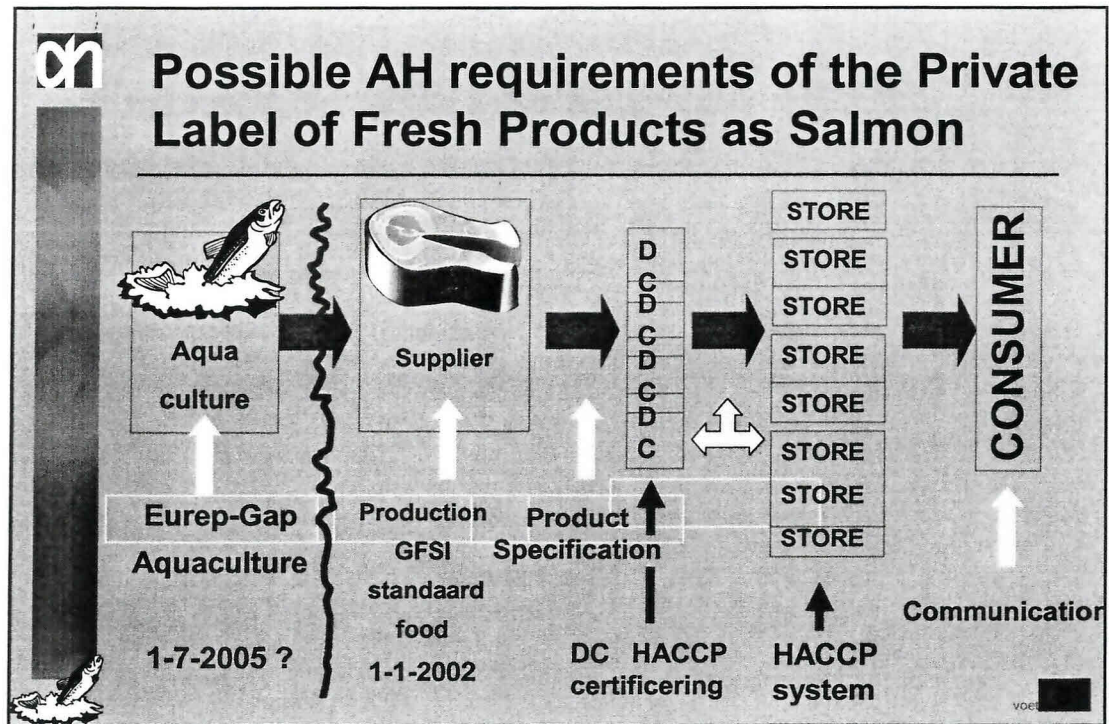 ah
Possible AH requirements of the Private
Label of Fresh Products as Salmon
Aqua
culture
Supplier
D
C
D
C
D
C
D
C
STORE
STORE
STORE
STORE
STORE
STORE
STORE
STORE
CONSUMER
Eurep-Gap
Aquaculture
1-7-2005 ?
Production
GFSI
standaard
food
1-1-2002
Product
Specification
DC HACCP
certificering
HACCP
system
Communication